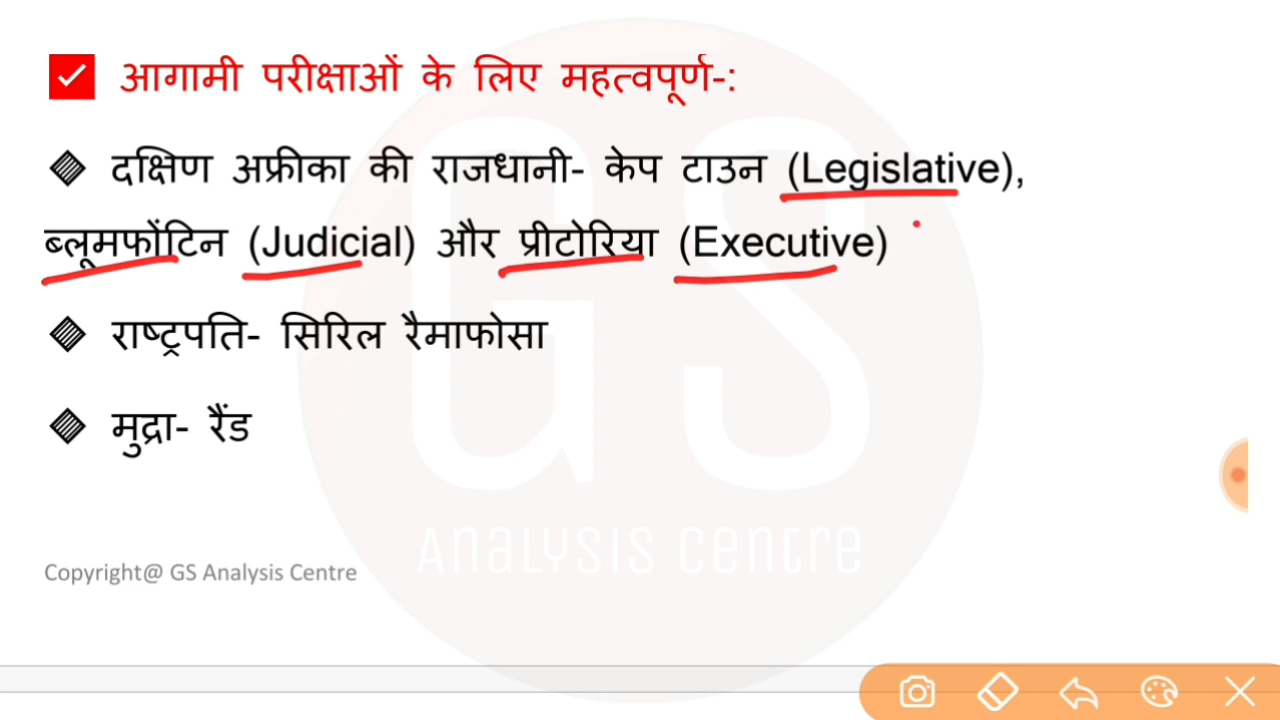 आगामी परीक्षाओं के लिए महत्वपूर्ण-:
दक्षिण अफ्रीका की राजधानी- केप टाउन (Legislative),
ब्लूमफोंटिन (Judicial) और प्रीटोरिया (Executive)
राष्ट्रपति- सिरिल रैमाफोसा
मुद्रा- रैंड
GS
Analysis Centre
Copyright@ GS Analysis Centre